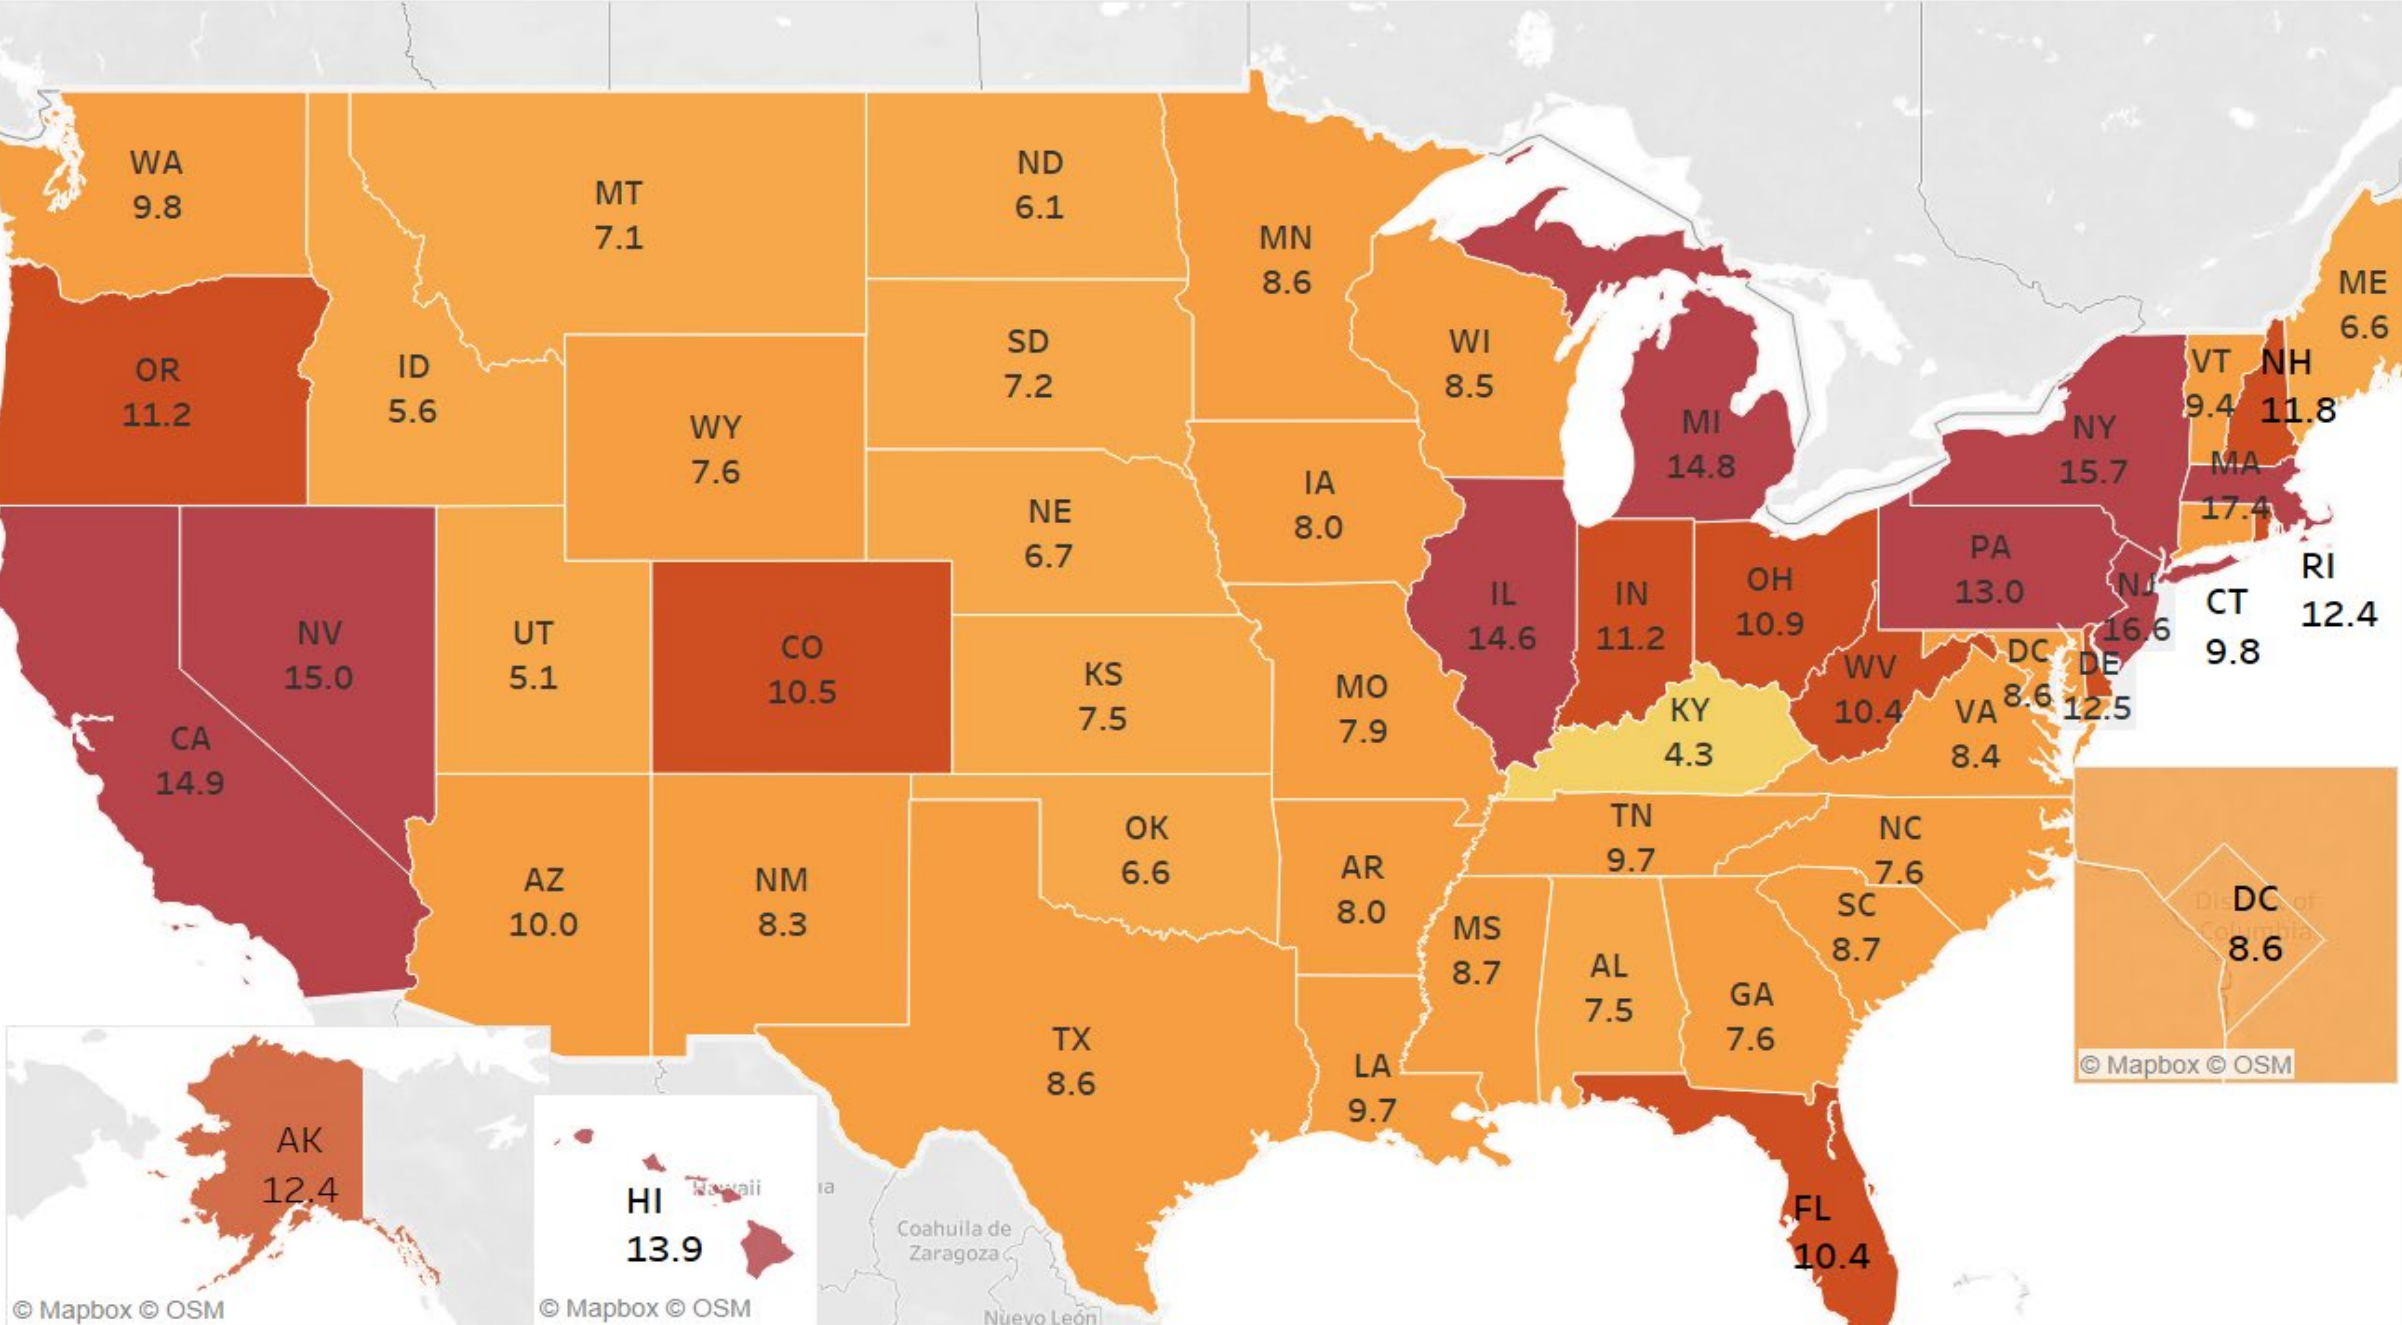 WA
9.8
MT
7.1
ND
6.1
MN
8.6
OR
11.2
ID
5.6
WY
7.6
SD
7.2
WI
8.5
MI
14.8
NY
15.7
VT
9.4
NH
11.8
ME
6.6
MA
17.4
NV
15.0
CA
14.9
UT
5.1
CO
10.5
NE
6.7
IA
8.0
KS
7.5
MO
7.9
IL
14.6
IN
11.2
OH
10.9
PA
13.0
NJ
16.6
CT
9.8
RI
12.4
WV
10.4
KY
4.3
VA
8.4
DC
8.6
DE
12.5
AZ
10.0
NM
8.3
OK
6.6
AR
8.0
TN
9.7
NC
7.6
SC
8.7
MS
8.7
AL
7.5
GA
7.6
TX
8.6
LA
9.7
FL
10.4
District of
Columbia
DC
8.6
© Mapbox © OSM
AK
12.4
© Mapbox © OSM
Hawaii
HI
13.9
© Mapbox © OSM
Coahuila de
Zaragoza
Nuevo León